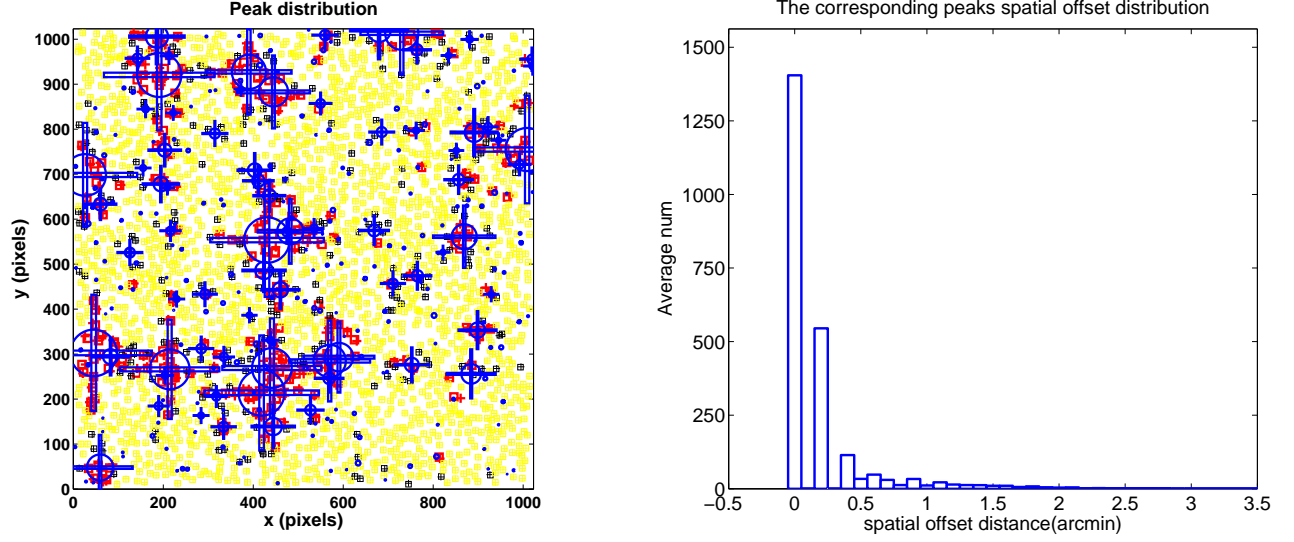 Peak distribution
1000
900
800
700
600
500
400
300
200
100
0
y (pixels)
0 200 400 600 800 1000
x (pixels)
The corresponding peaks spatial offset distribution
1500
1250
1000
750
500
250
0
Average num
−0.5 0 0.5 1 1.5 2 2.5 3 3.5
spatial offset distance(arcmin)